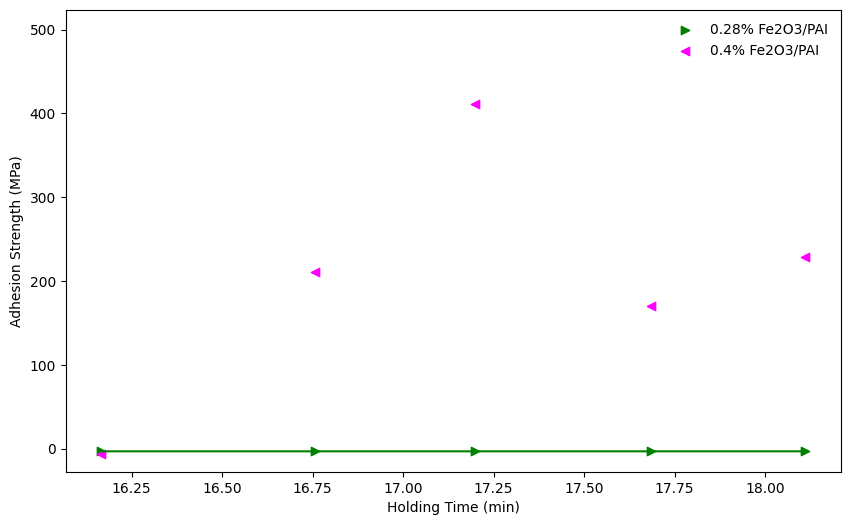 500
400
300
200
100
0
Adhesion Strength (MPa)
0.28% Fe2O3/PAI
0.4% Fe2O3/PAI
16.25 16.50 16.75 17.00 17.25 17.50 17.75 18.00
Holding Time (min)